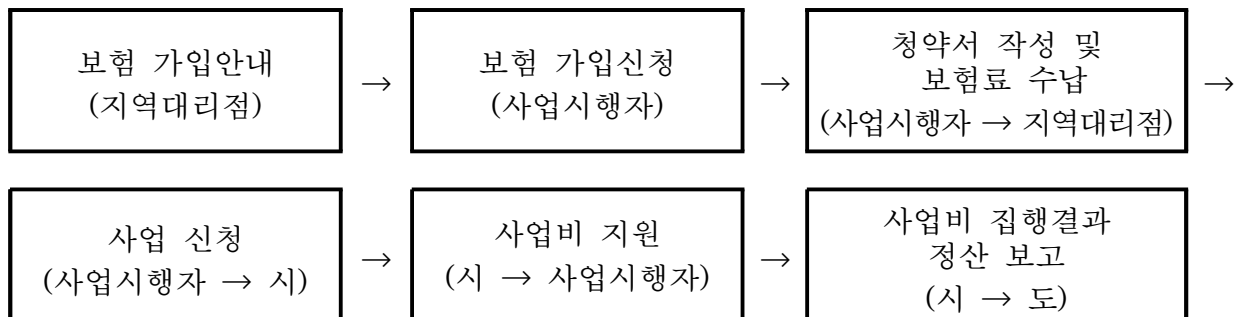 보험 가입안내
(지역대리점)
→
보험 가입신청
(사업시행자)
→
청약서 작성 및
보험료 수납
(사업시행자 → 지역대리점)
→
사업 신청
(사업시행자 → 시)
→
사업비 지원
(시 → 사업시행자)
→
사업비 집행결과
정산 보고
(시 → 도)